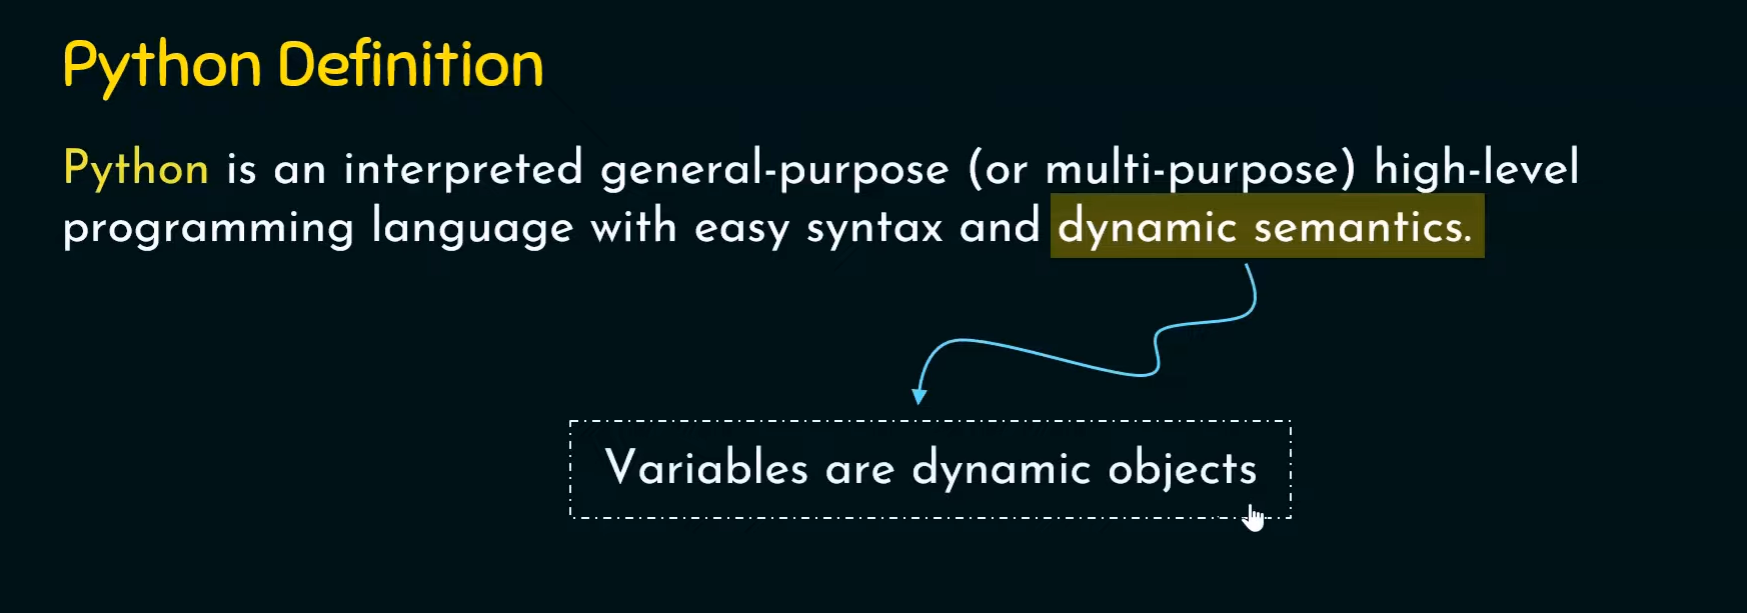 Python Definition
Python is an interpreted general-purpose (or multi-purpose) high-level
programming language with easy syntax and dynamic semantics.
Variables are dynamic objects